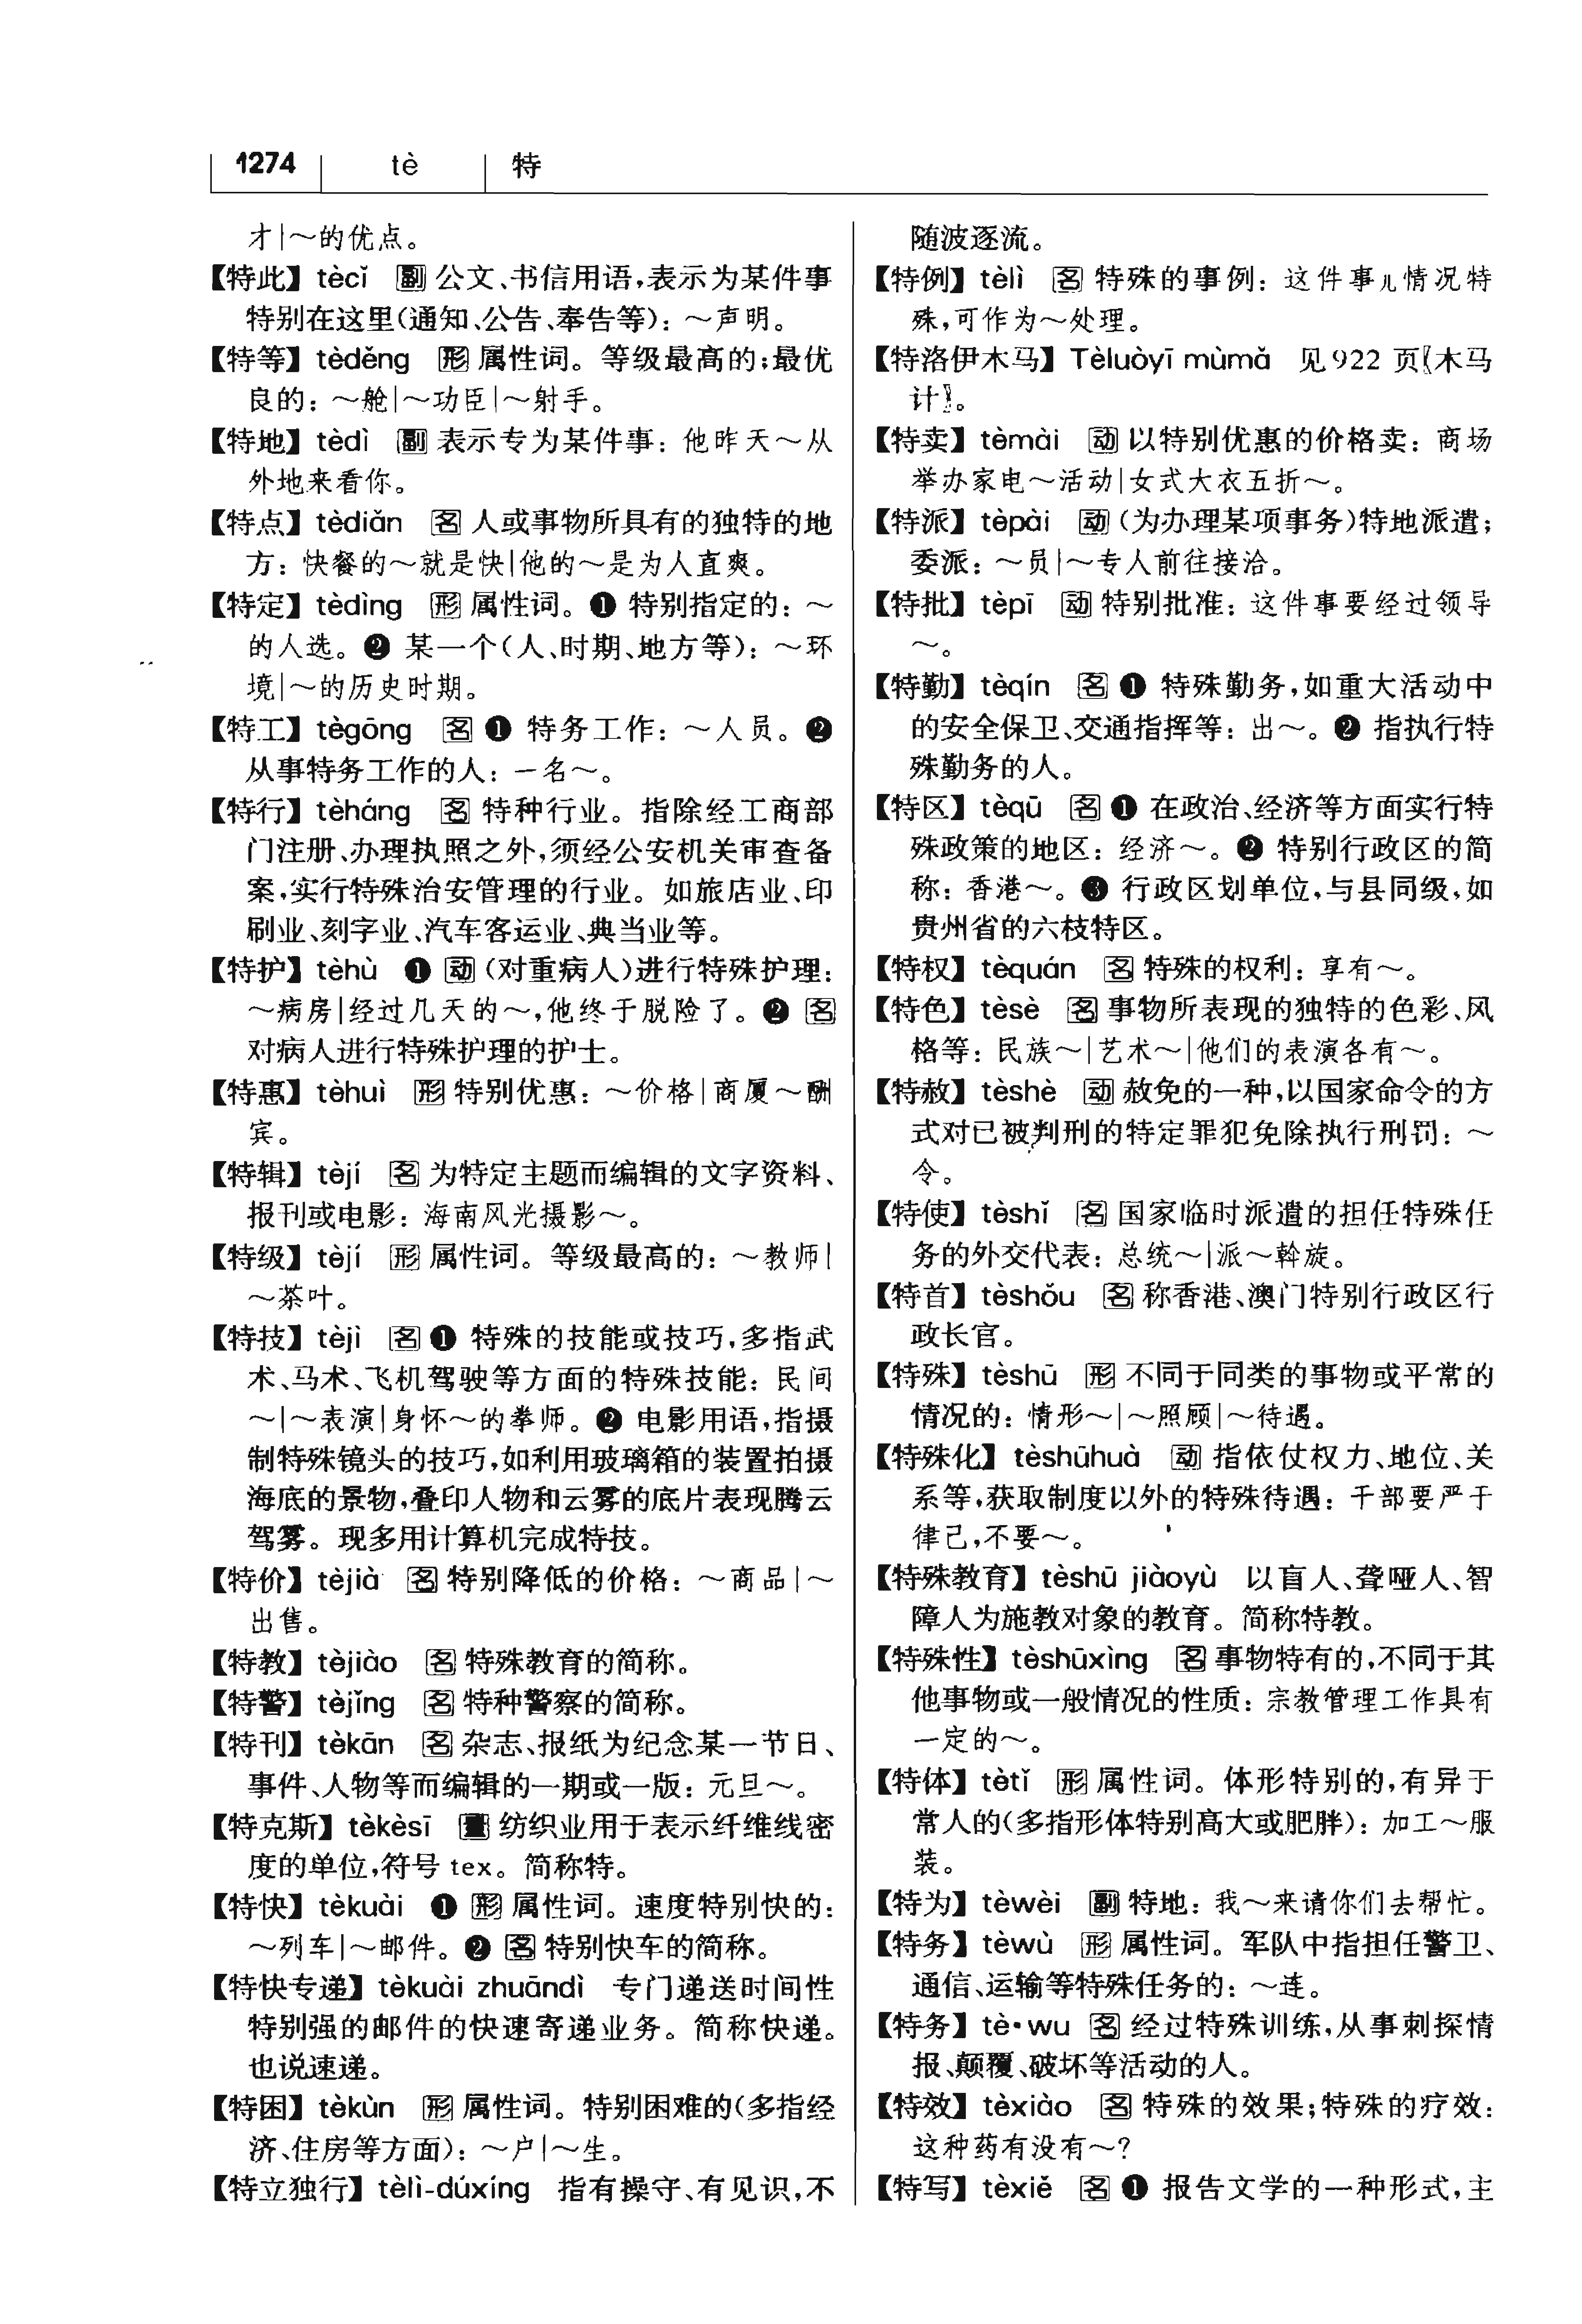 1274 tè 特
才|～的优点。
【特此】 tècǐ 副 公文、书信用语,表示为某件事
特别在这里(通知、公告、奉告等): ～声明。
【特等】 tèděng 形 属性词。等级最高的;最优
良的: ～舱|～功臣|～射手。
【特地】 tèdì 副 表示专为某件事: 他昨天～从
外地来看你。
【特点】 tèdiǎn 名 人或事物所具有的独特的地
方: 快餐的～就是快|他的～是为人直爽。
【特定】 tèdìng 形 属性词。❶ 特别指定的: ～
的人选。❷ 某一个(人、时期、地方等): ～环
境|～的历史时期。
【特工】 tègōng 名 ❶ 特务工作: ～人员。❷
从事特务工作的人: 一名～。
【特行】 tèháng 名 特种行业。指除经工商部
门注册、办理执照之外,须经公安机关审查备
案,实行特殊治安管理的行业。如旅店业、印
刷业、刻字业、汽车客运业、典当业等。
【特护】 tèhù ❶ 动 (对重病人)进行特殊护理:
～病房|经过几天的～,他终于脱险了。❷ 名
对病人进行特殊护理的护士。
【特惠】 tèhuì 形 特别优惠: ～价格|商厦～酬
宾。
【特辑】 tèjí 名 为特定主题而编辑的文字资料、
报刊或电影: 海南风光摄影～。
【特级】 tèjí 形 属性词。等级最高的: ～教师|
～茶叶。
【特技】 tèjì 名 ❶ 特殊的技能或技巧,多指武
术、马术、飞机驾驶等方面的特殊技能: 民间
～|～表演|身怀～的拳师。❷ 电影用语,指摄
制特殊镜头的技巧,如利用玻璃箱的装置拍摄
海底的景物,叠印人物和云雾的底片表现腾云
驾雾。现多用计算机完成特技。
【特价】 tèjià 名 特别降低的价格: ～商品|～
出售。
【特教】 tèjiào 名 特殊教育的简称。
【特警】 tèjǐng 名 特种警察的简称。
【特刊】 tèkān 名 杂志、报纸为纪念某一节日、
事件、人物等而编辑的一期或一版: 元旦～。
【特克斯】 tèkèsī 量 纺织业用于表示纤维线密
度的单位,符号 tex。简称特。
【特快】 tèkuài ❶ 形 属性词。速度特别快的:
～列车|～邮件。❷ 名 特别快车的简称。
【特快专递】 tèkuài zhuāndì 专门递送时间性
特别强的邮件的快速寄递业务。简称快递。
也说速递。
【特困】 tèkùn 形 属性词。特别困难的(多指经
济、住房等方面): ～户|～生。
【特立独行】 tèlì-dúxíng 指有操守、有见识,不
随波逐流。
【特例】 tèlì 名 特殊的事例: 这件事儿情况特
殊,可作为～处理。
【特洛伊木马】 Tèluòyī mùmǎ 见 922 页〖木马
计〗。
【特卖】 tèmài 动 以特别优惠的价格卖: 商场
举办家电～活动|女式大衣五折～。
【特派】 tèpài 动 (为办理某项事务)特地派遣;
委派: ～员|～专人前往接洽。
【特批】 tèpī 动 特别批准: 这件事要经过领导
～。
【特勤】 tèqín 名 ❶ 特殊勤务,如重大活动中
的安全保卫、交通指挥等: 出～。❷ 指执行特
殊勤务的人。
【特区】 tèqū 名 ❶ 在政治、经济等方面实行特
殊政策的地区: 经济～。❷ 特别行政区的简
称: 香港～。❸ 行政区划单位,与县同级,如
贵州省的六枝特区。
【特权】 tèquán 名 特殊的权利: 享有～。
【特色】 tèsè 名 事物所表现的独特的色彩、风
格等: 民族～|艺术～|他们的表演各有～。
【特赦】 tèshè 动 赦免的一种,以国家命令的方
式对已被判刑的特定罪犯免除执行刑罚: ～
令。
【特使】 tèshǐ 名 国家临时派遣的担任特殊任
务的外交代表: 总统～|派～斡旋。
【特首】 tèshǒu 名 称香港、澳门特别行政区行
政长官。
【特殊】 tèshū 形 不同于同类的事物或平常的
情况的: 情形～|～照顾|～待遇。
【特殊化】 tèshūhuà 动 指依仗权力、地位、关
系等,获取制度以外的特殊待遇: 干部要严于
律己,不要～。
【特殊教育】 tèshū jiàoyù 以盲人、聋哑人、智
障人为施教对象的教育。简称特教。
【特殊性】 tèshūxìng 名 事物特有的,不同于其
他事物或一般情况的性质: 宗教管理工作具有
一定的～。
【特体】 tètǐ 形 属性词。体形特别的,有异于
常人的(多指形体特别高大或肥胖): 加工～服
装。
【特为】 tèwèi 副 特地: 我～来请你们去帮忙。
【特务】 tèwù 形 属性词。军队中指担任警卫、
通信、运输等特殊任务的: ～连。
【特务】 tè·wu 名 经过特殊训练,从事刺探情
报、颠覆、破坏等活动的人。
【特效】 tèxiào 名 特殊的效果;特殊的疗效:
这种药有没有～?
【特写】 tèxiě 名 ❶ 报告文学的一种形式,主